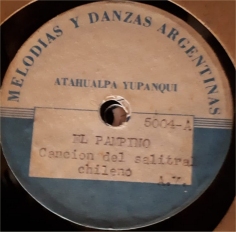 MELODIAS Y DANZAS ARGENTINAS
ATAHUALPA YUPANQUI
5004-A
EL PAMPINO
Cancion del salitral
chileno
A.Y.